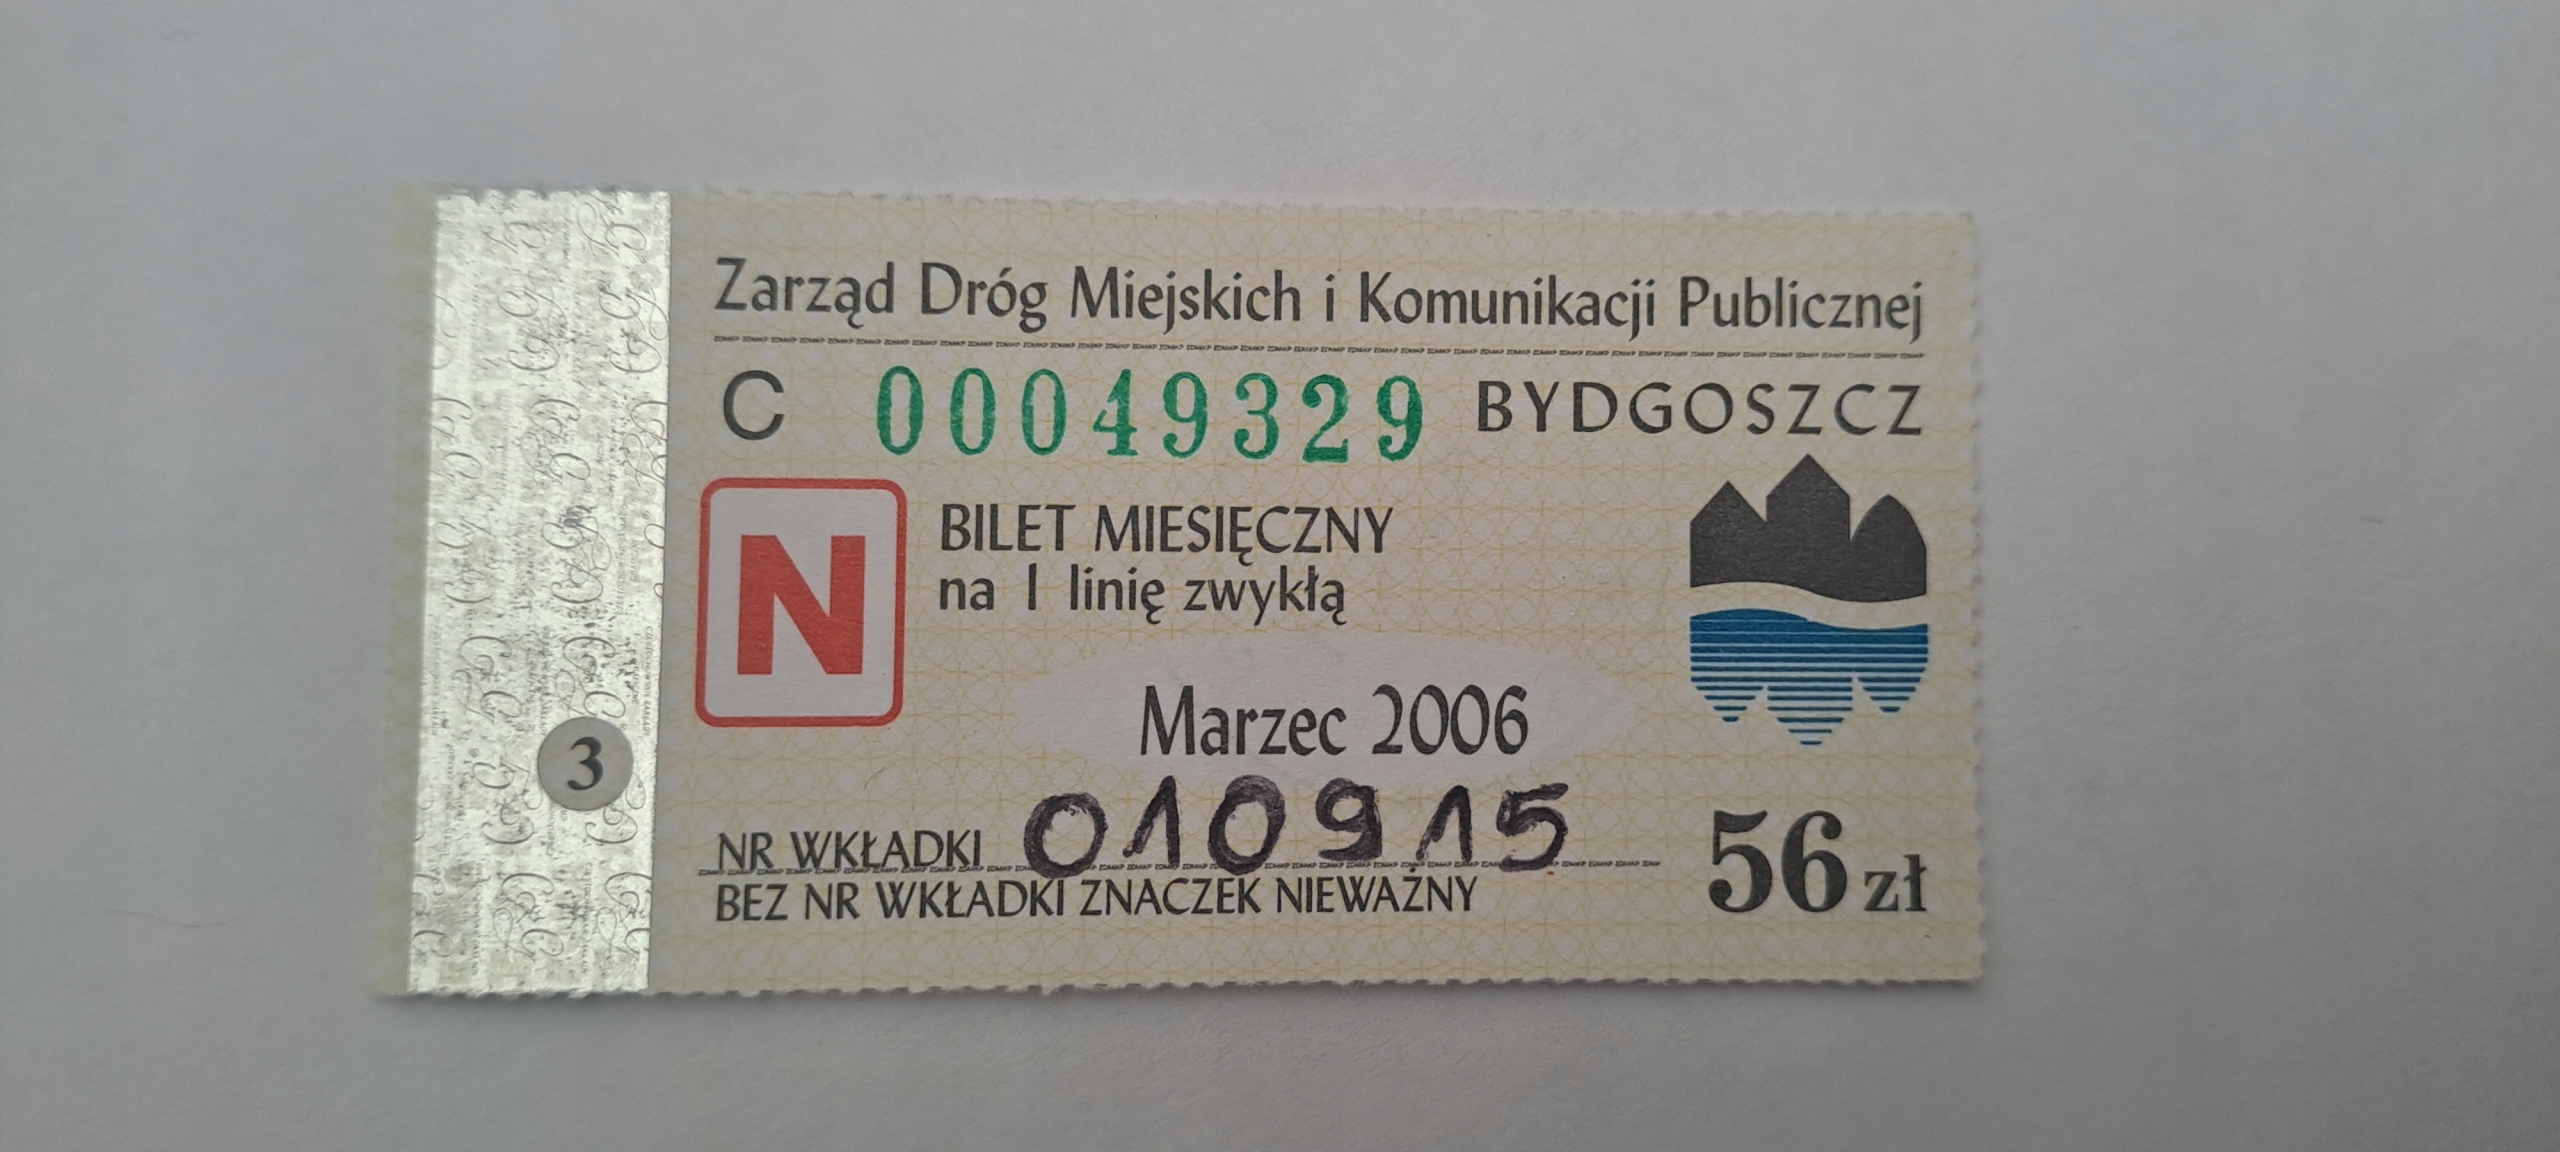 Zarząd Dróg Miejskich i Komunikacji Publicznej
C 00049329 BYDGOSZCZ
N
BILET MIESIĘCZNY
na 1 linię zwykłą
Marzec 2006
3
NR WKŁADKI 010915
BEZ NR WKŁADKI ZNACZEK NIEWAŻNY
56 zł